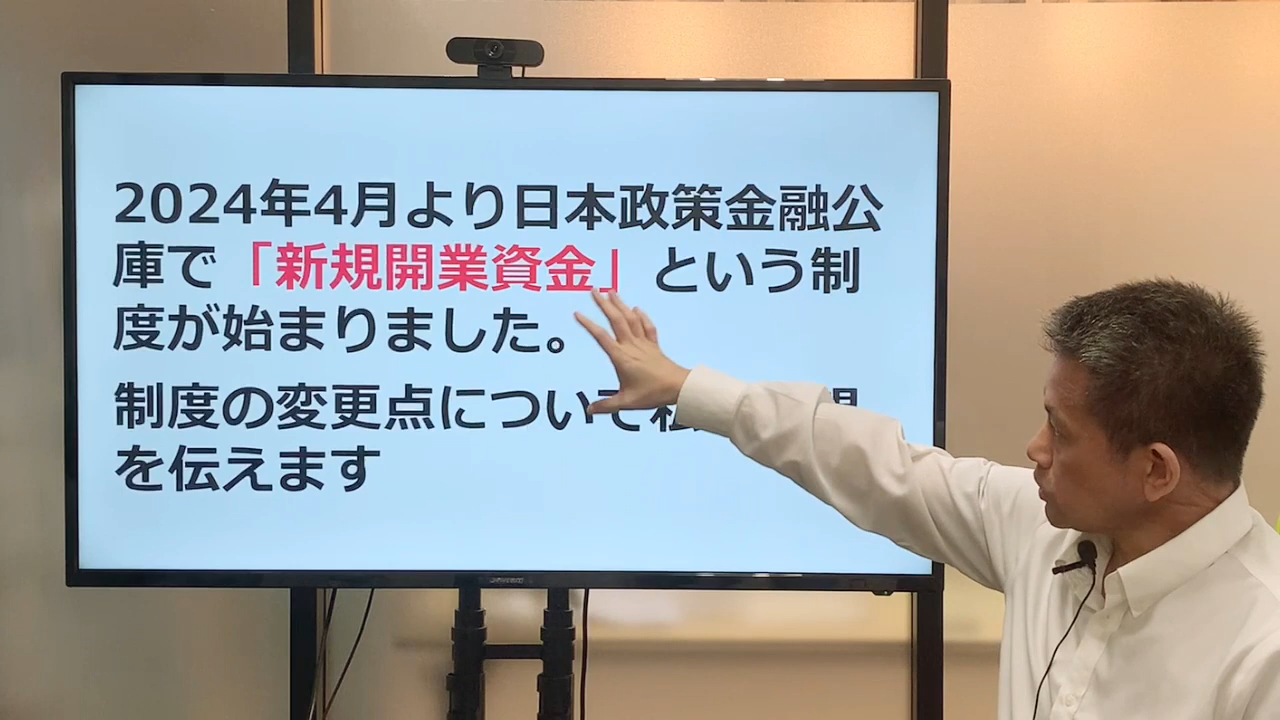 2024年4月より日本政策金融公
庫で「新規開業資金」という制
度が始まりました。
制度の変更点について私
を伝えます